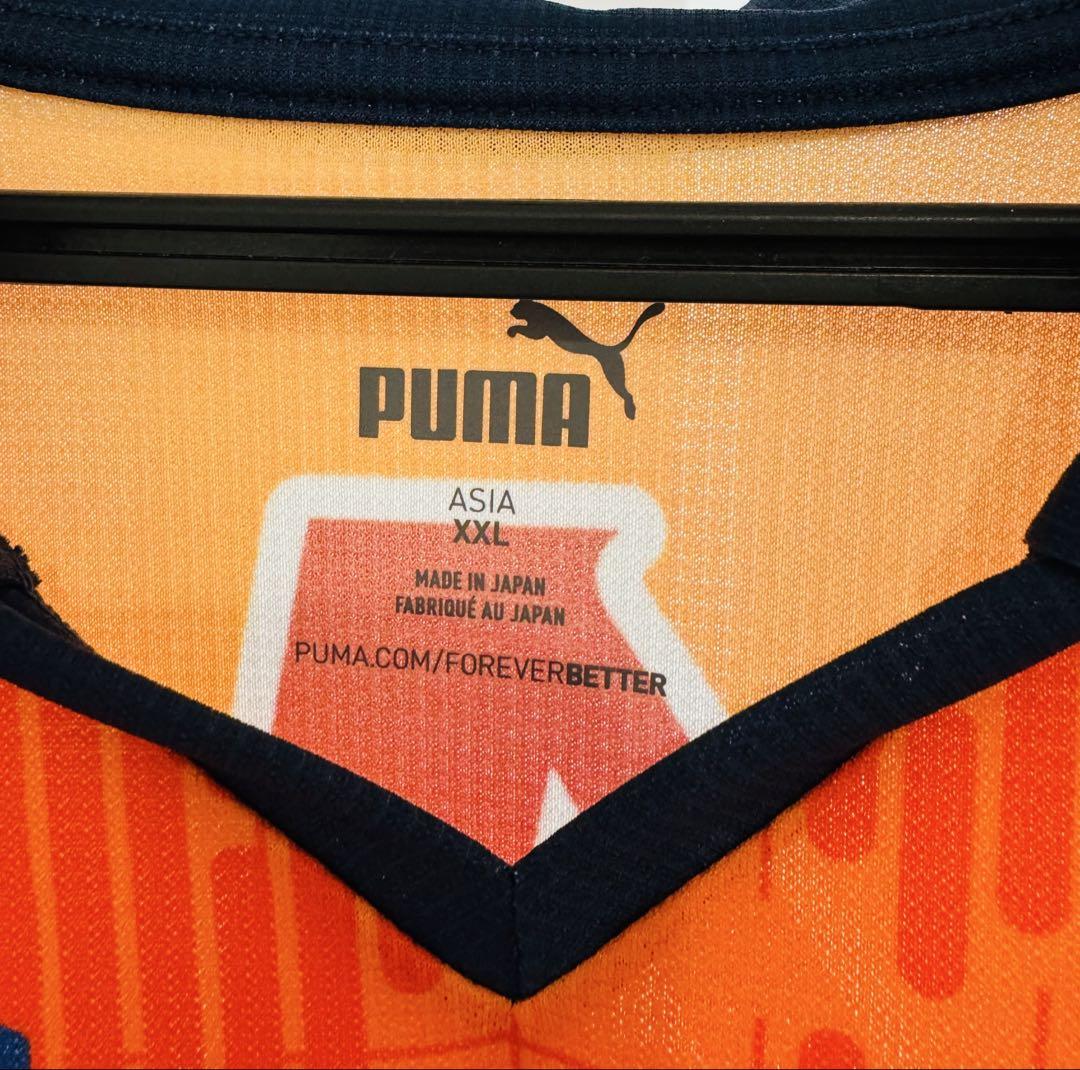 PUMA
ASIA
XXL
MADE IN JAPAN
FABRIQUÉ AU JAPAN
PUMA.COM/FOREVERBETTER